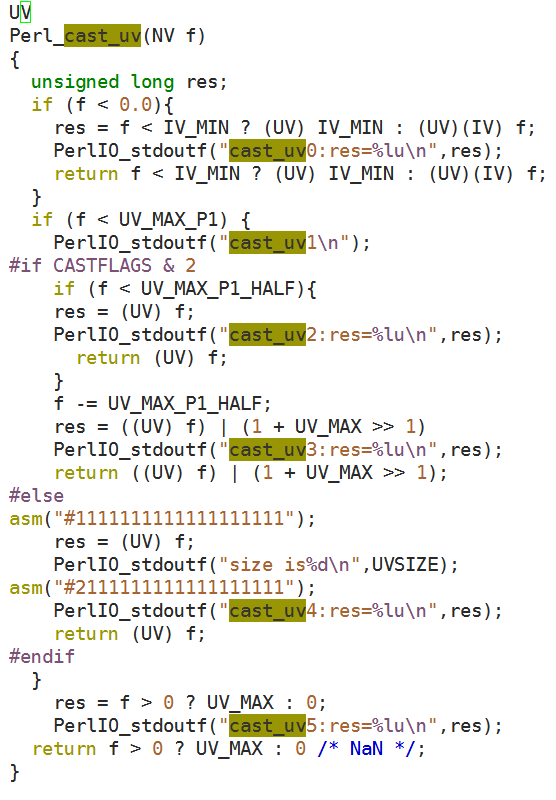 UV
Perl_cast_uv(NV f)
{
  unsigned long res;
  if (f < 0.0){
    res = f < IV_MIN ? (UV) IV_MIN : (UV)(IV) f;
    PerlIO_stdoutf("cast_uv0:res=%lu\n",res);
    return f < IV_MIN ? (UV) IV_MIN : (UV)(IV) f;
  }
  if (f < UV_MAX_P1) {
    PerlIO_stdoutf("cast_uv1\n");
#if CASTFLAGS & 2
    if (f < UV_MAX_P1_HALF){
    res = (UV) f;
    PerlIO_stdoutf("cast_uv2:res=%lu\n",res);
      return (UV) f;
    }
    f -= UV_MAX_P1_HALF;
    res = ((UV) f) | (1 + UV_MAX >> 1)
    PerlIO_stdoutf("cast_uv3:res=%lu\n",res);
    return ((UV) f) | (1 + UV_MAX >> 1);
#else
asm("#1111111111111111111");
    res = (UV) f;
    PerlIO_stdoutf("size is%d\n",UVSIZE);
asm("#2111111111111111111");
    PerlIO_stdoutf("cast_uv4:res=%lu\n",res);
    return (UV) f;
#endif
  }
    res = f > 0 ? UV_MAX : 0;
    PerlIO_stdoutf("cast_uv5:res=%lu\n",res);
  return f > 0 ? UV_MAX : 0 /* NaN */;
}